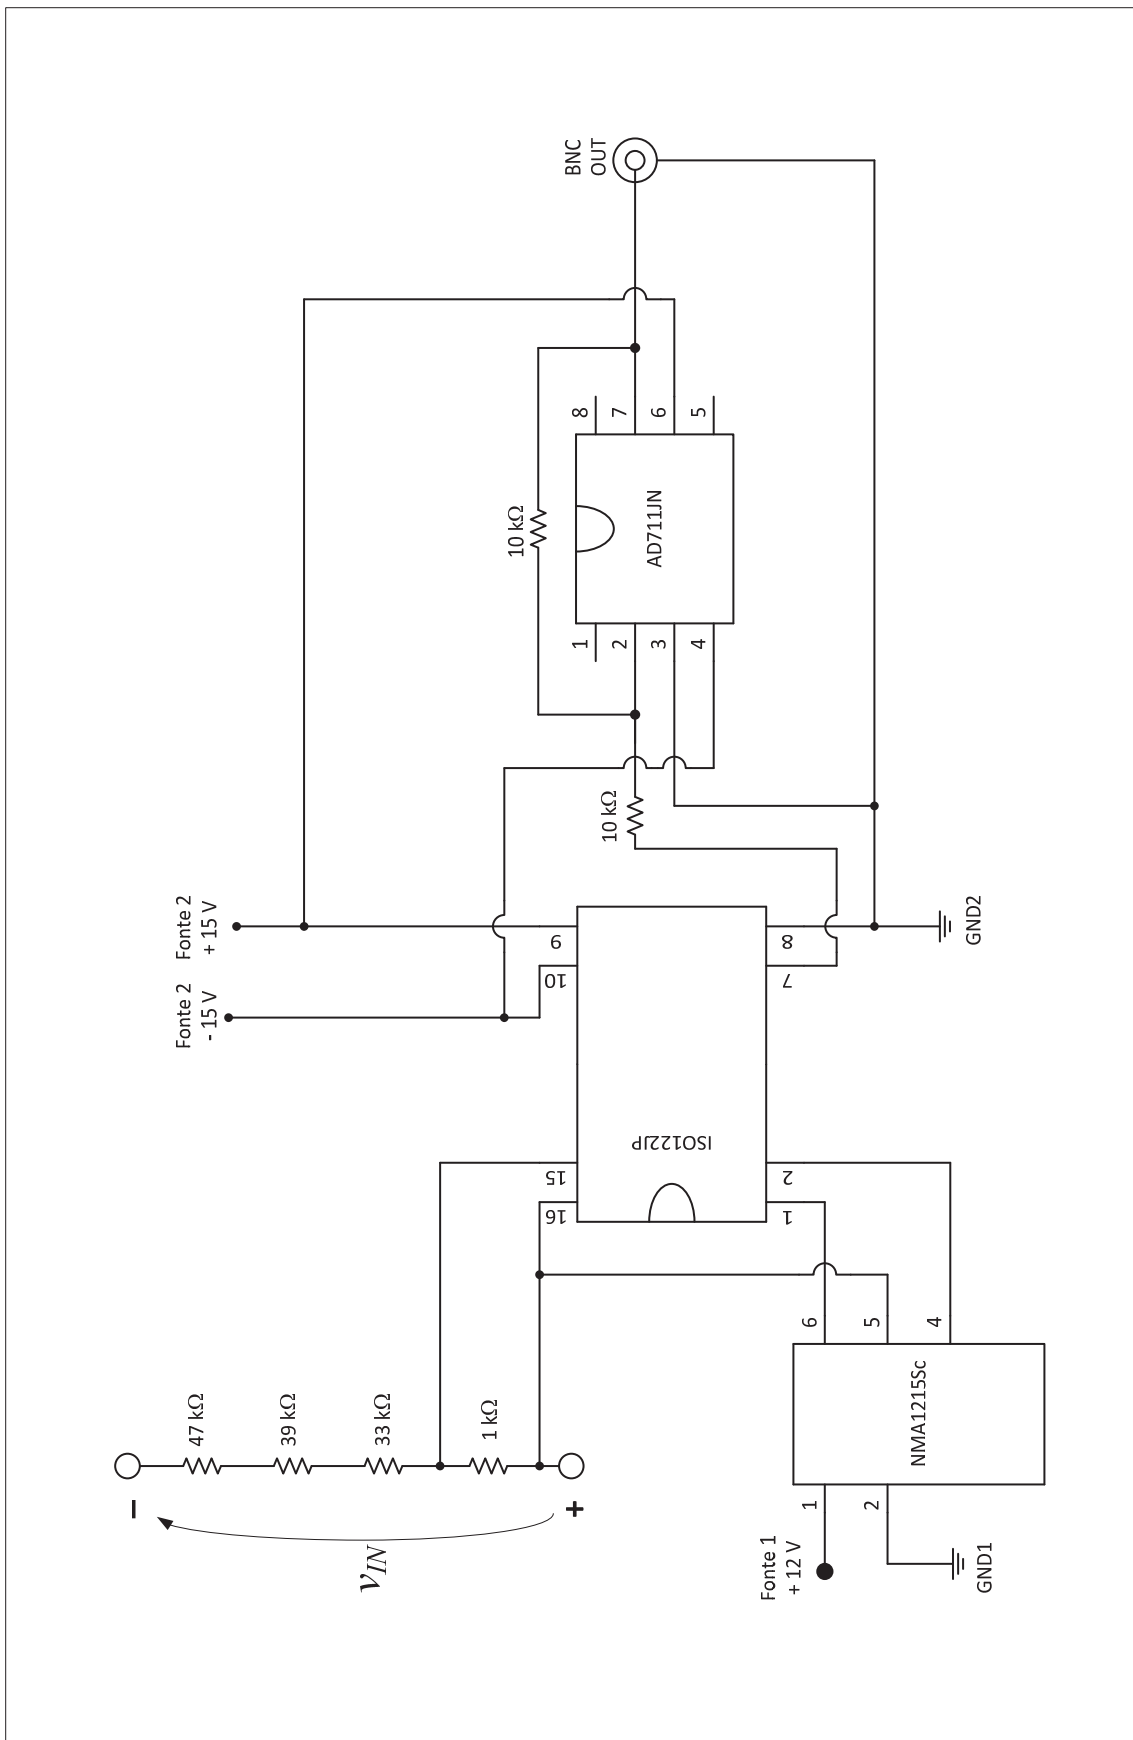 BNC
OUT
8
7
6
5
10 kΩ
AD711JN
1
2
3
4
10 kΩ
Fonte 2
+ 15 V
Fonte 2
- 15 V
9
10
8
7
GND2
ISO122JP
15
16
2
1
6
5
4
47 kΩ
39 kΩ
33 kΩ
1 kΩ
NMA1215Sc
–
+
vIN
1
2
Fonte 1
+ 12 V
GND1